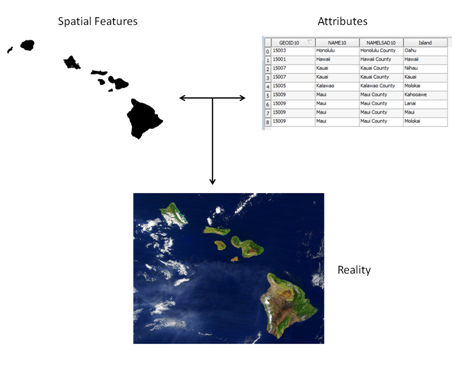 Spatial Features
Attributes
GEOID10 NAME10 NAMELSAD10 Island
0 15003 Honolulu Honolulu County Oahu
1 15001 Hawaii Hawaii County Hawaii
2 15007 Kauai Kauai County Nihau
3 15007 Kauai Kauai County Kauai
4 15005 Kalawao Kalawao County Molokai
5 15009 Maui Maui County Kahoolawe
6 15009 Maui Maui County Lanai
7 15009 Maui Maui County Maui
8 15009 Maui Maui County Molokai
Reality